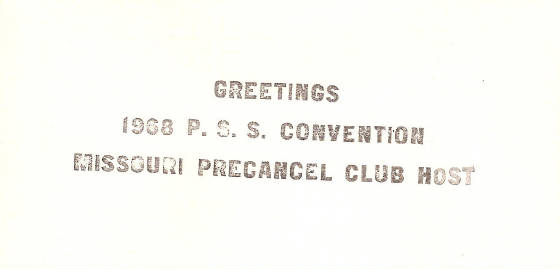 GREETINGS
1968 P. S. S. CONVENTION
MISSOURI PRECANCEL CLUB HOST